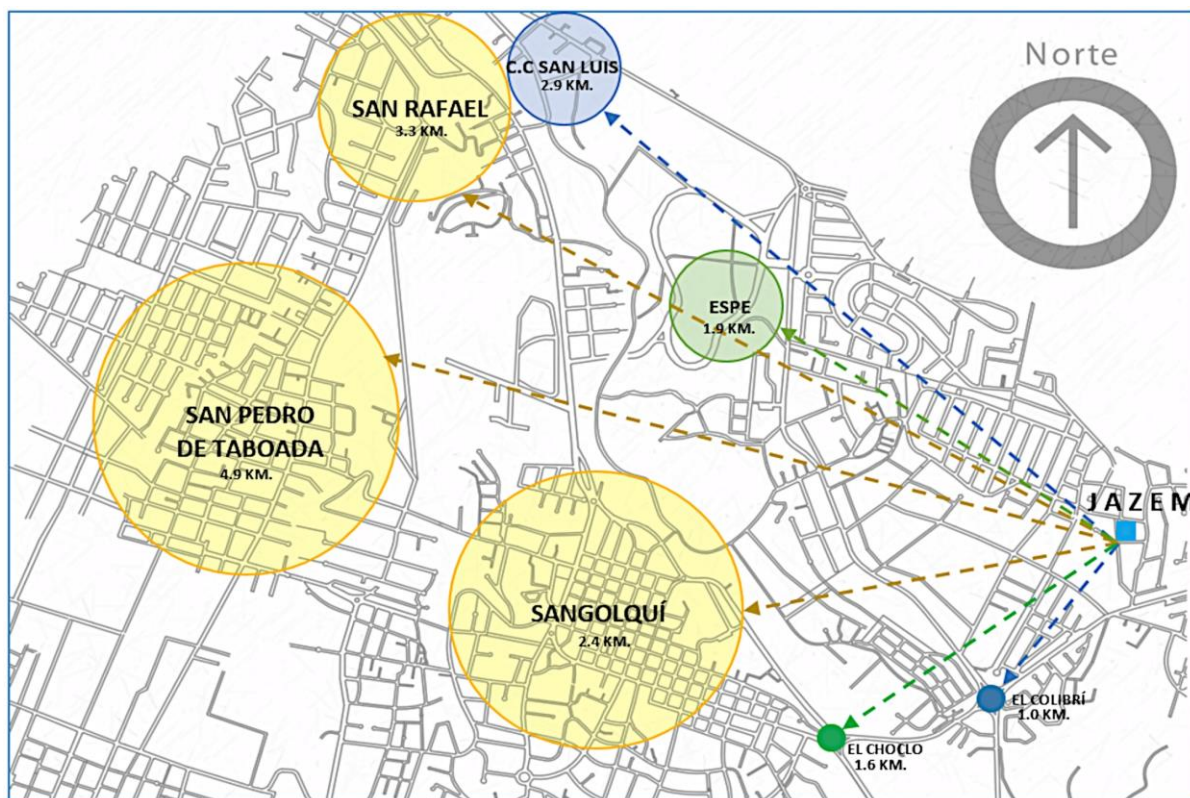 C.C SAN LUIS
2.9 KM.
Norte
SAN RAFAEL
3.3 KM.
ESPE
1.9 KM.
SAN PEDRO
DE TABOADA
4.9 KM.
JAZEM
SANGOLQUÍ
2.4 KM.
EL COLIBRÍ
1.0 KM.
EL CHOCLO
1.6 KM.